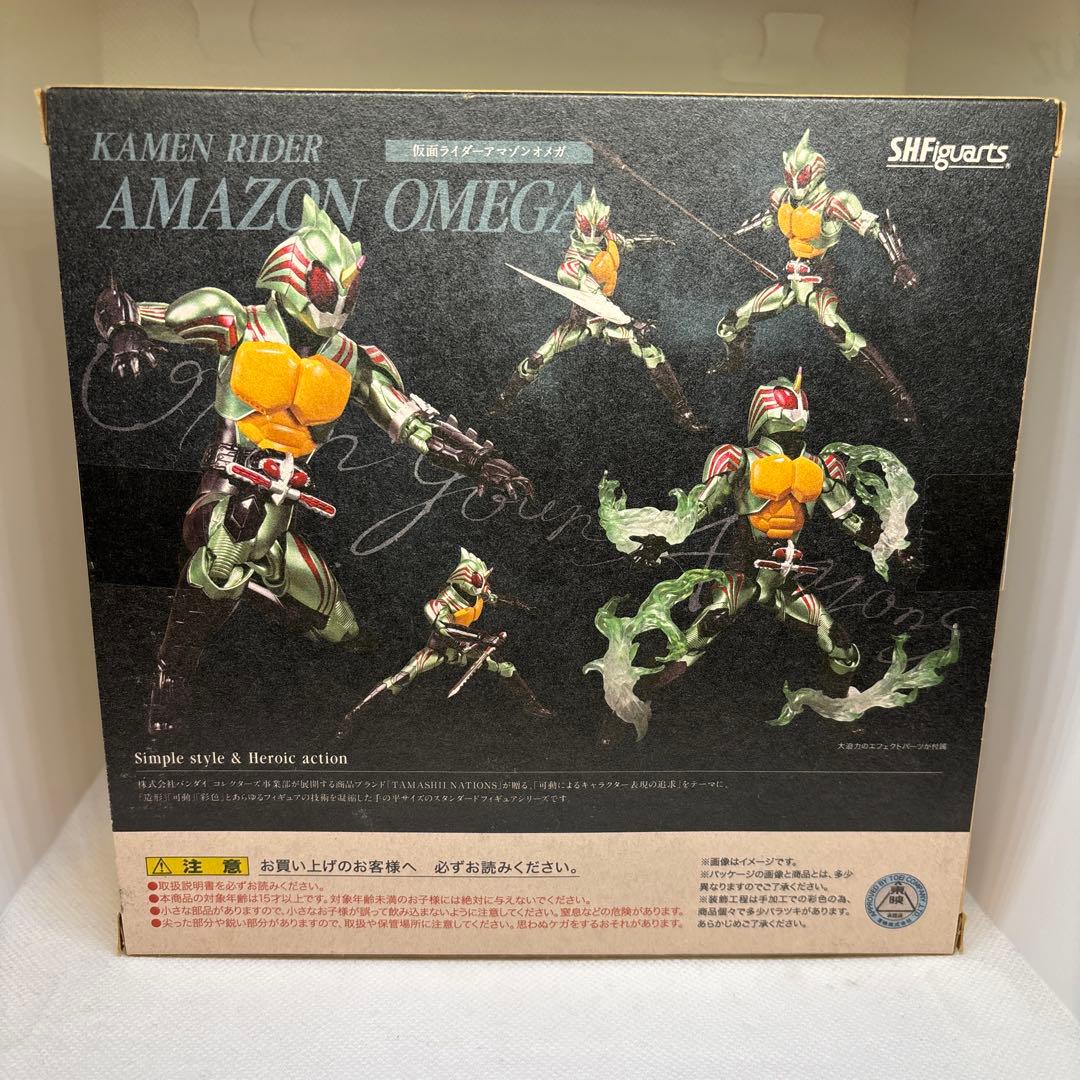 KAMEN RIDER
仮面ライダーアマゾンオメガ
AMAZON OMEGA
S.H.Figuarts
Open your Amazons
大迫力のエフェクトパーツが付属
Simple style & Heroic action
株式会社バンダイ コレクターズ事業部が展開する商品ブランド「TAMASHII NATIONS」が贈る、「可動によるキャラクター表現の追求」をテーマに、
「造形」「可動」「彩色」とあらゆるフィギュアの技術を凝縮した手の平サイズのスタンダードフィギュアシリーズです。
注意 お買い上げのお客様へ 必ずお読みください。
●取扱説明書を必ずお読みください。
●本商品の対象年齢は15才以上です。対象年齢未満のお子様には絶対に与えないでください。
●小さな部品がありますので、小さなお子様が誤って飲み込まないように注意してください。窒息などの危険があります。
●尖った部分や鋭い部分がありますので、取扱や保管場所に注意してください。思わぬケガをするおそれがあります。
※画像はイメージです。
※パッケージの画像と商品とは、多少
異なりますのでご了承ください。
※装飾工程は手加工での彩色の為、
商品個々で多少バラツキがあります。
あらかじめご了承ください。
APPROVED BY TOEI COMPANY LTD
東映